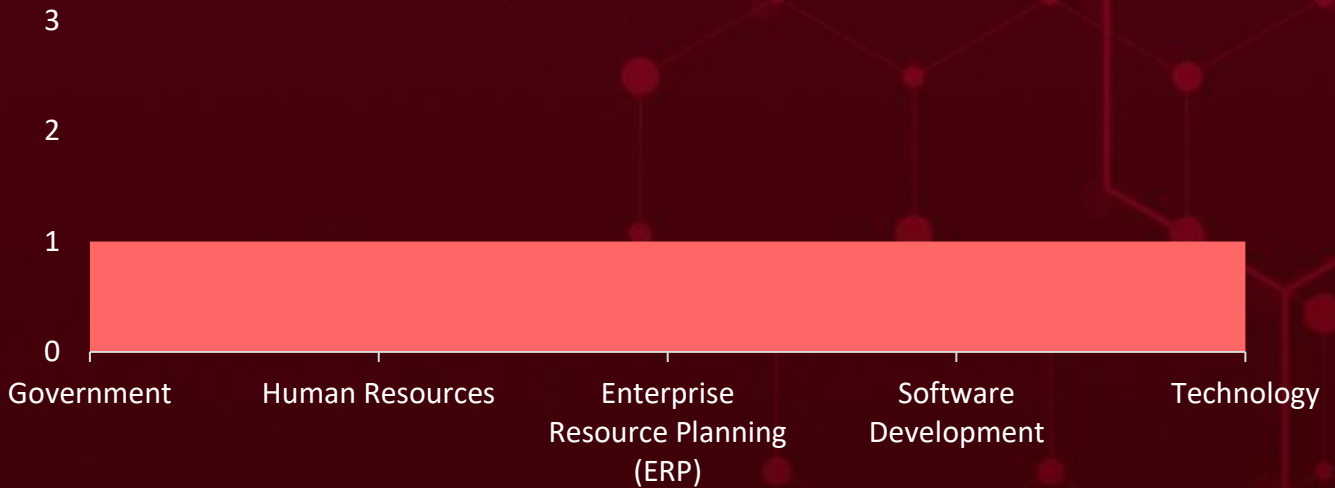 3
2
1
0
Government
Human Resources
Enterprise
Resource Planning
(ERP)
Software
Development
Technology